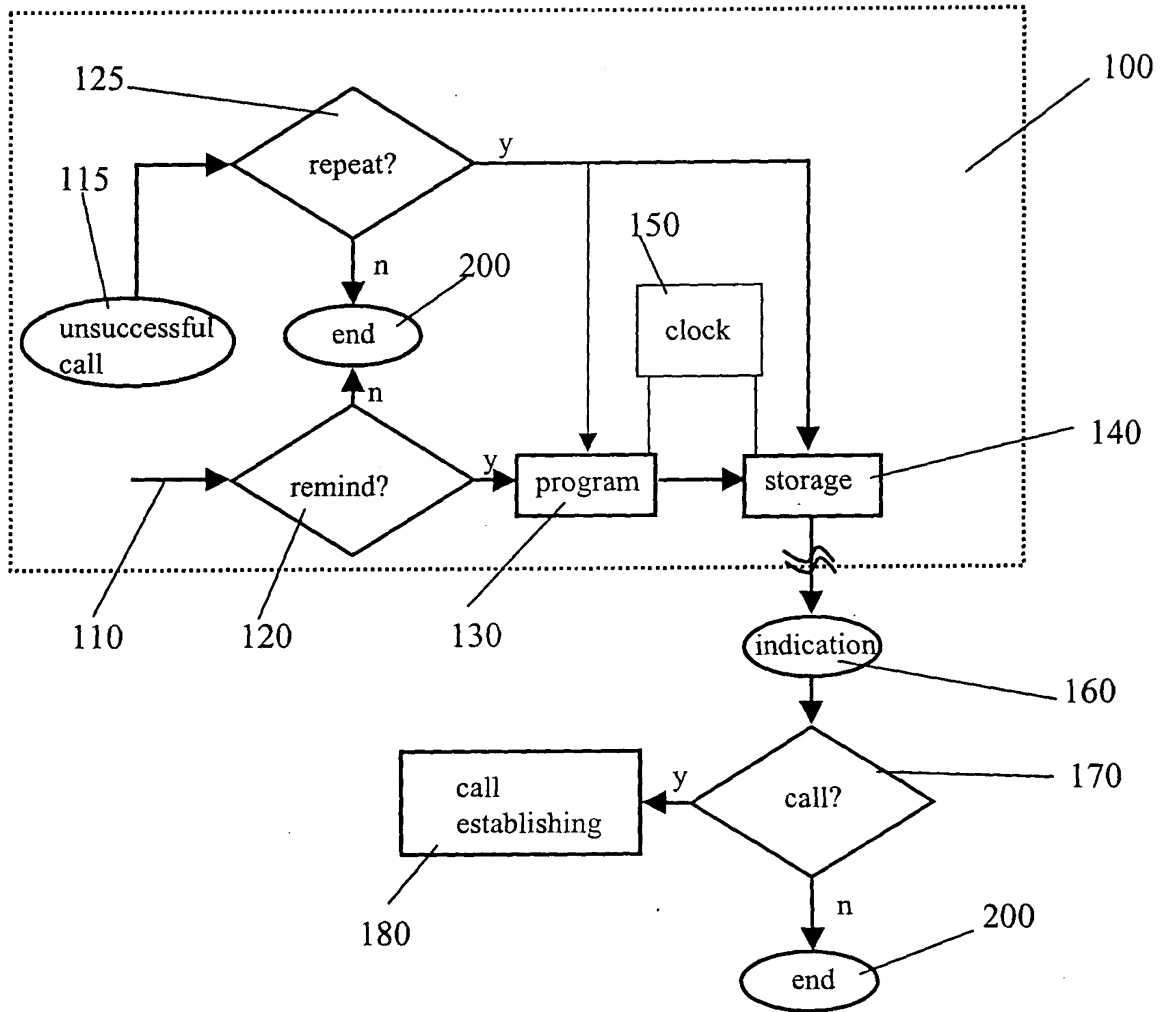 100
125
y
repeat?
115
150
n
200
unsuccessful
call
end
clock
n
140
y
remind?
program
storage
110
120
130
indication
160
170
y
call
establishing
call?
180
n
200
end